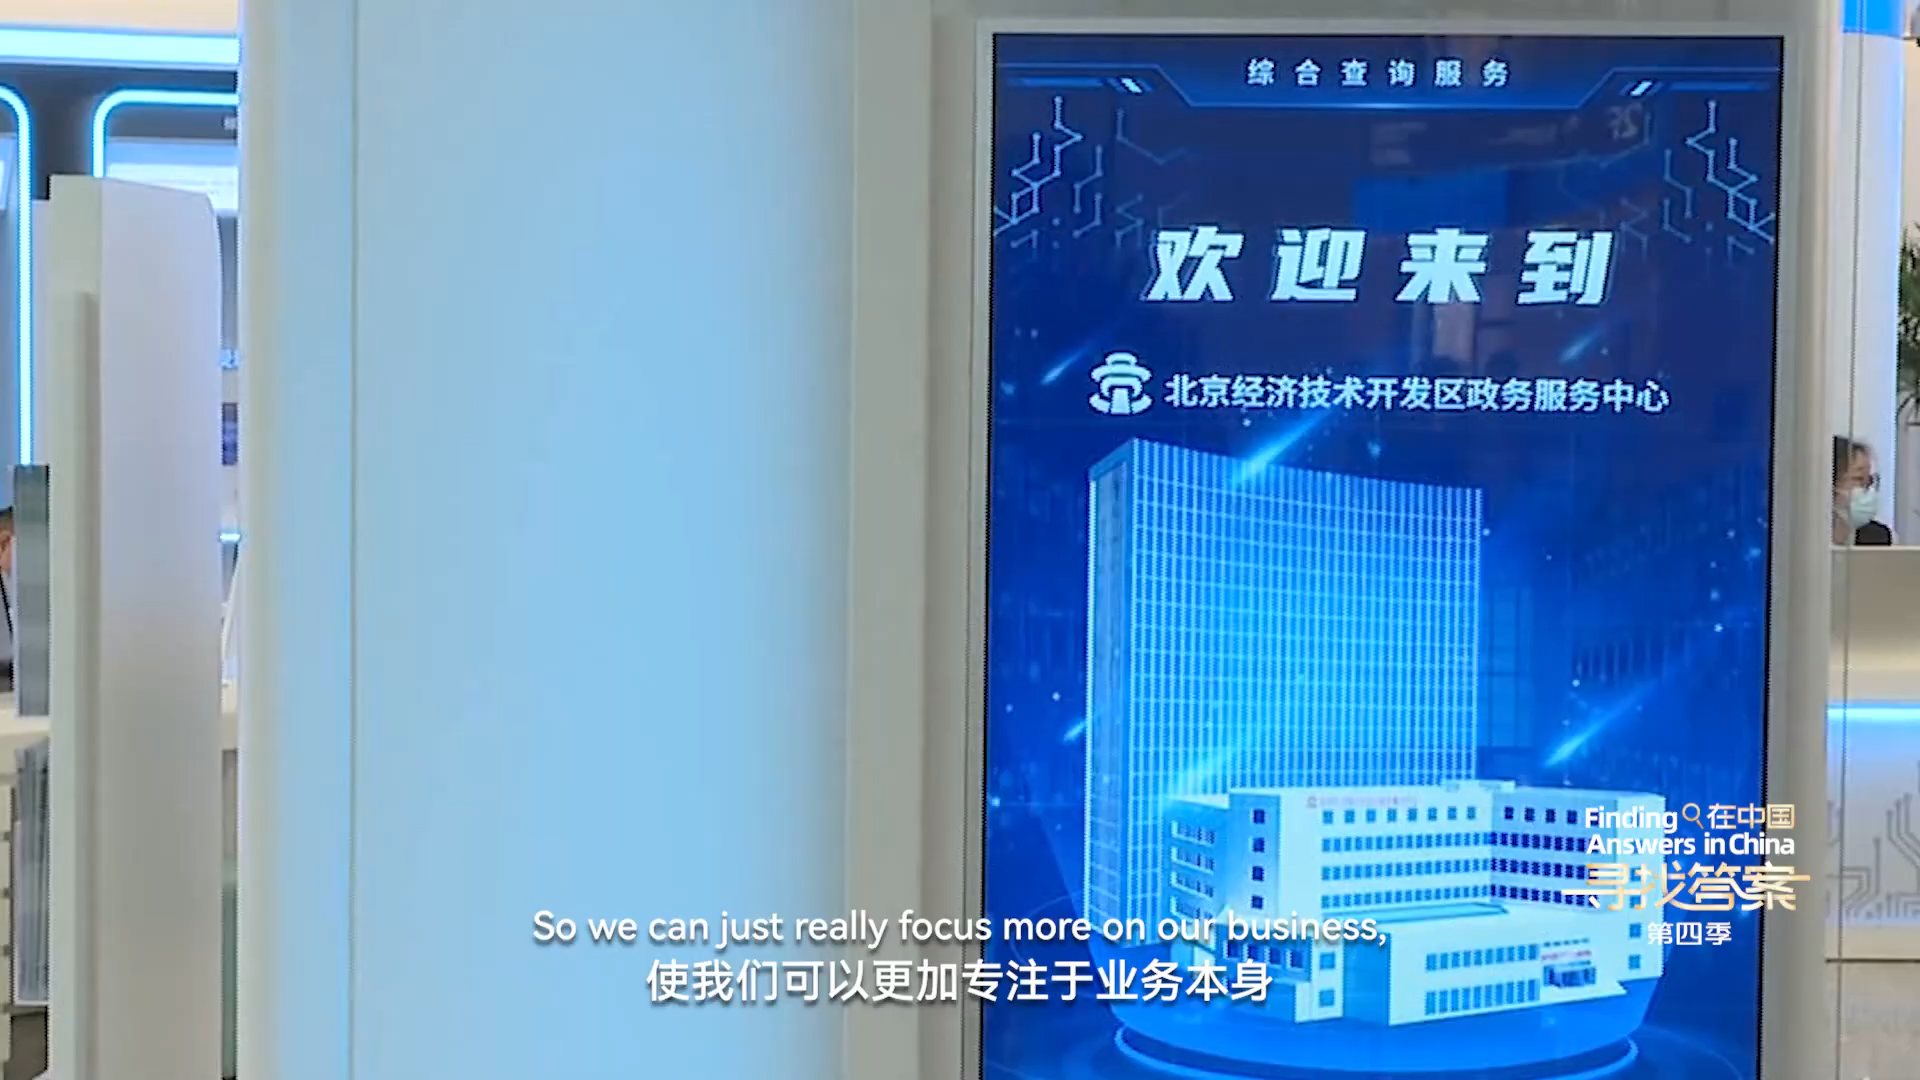 综合查询服务
欢迎来到
北京经济技术开发区政务服务中心
Finding 在中国
Answers in China
寻找答案
第四季
So we can just really focus more on our business,
使我们可以更加专注于业务本身